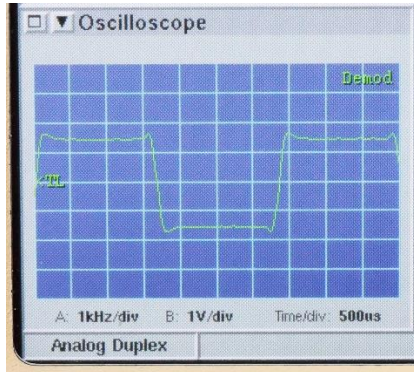 Oscilloscope
Demod
<TL
A: 1kHz/div B: 1V/div Time/div: 500us
Analog Duplex